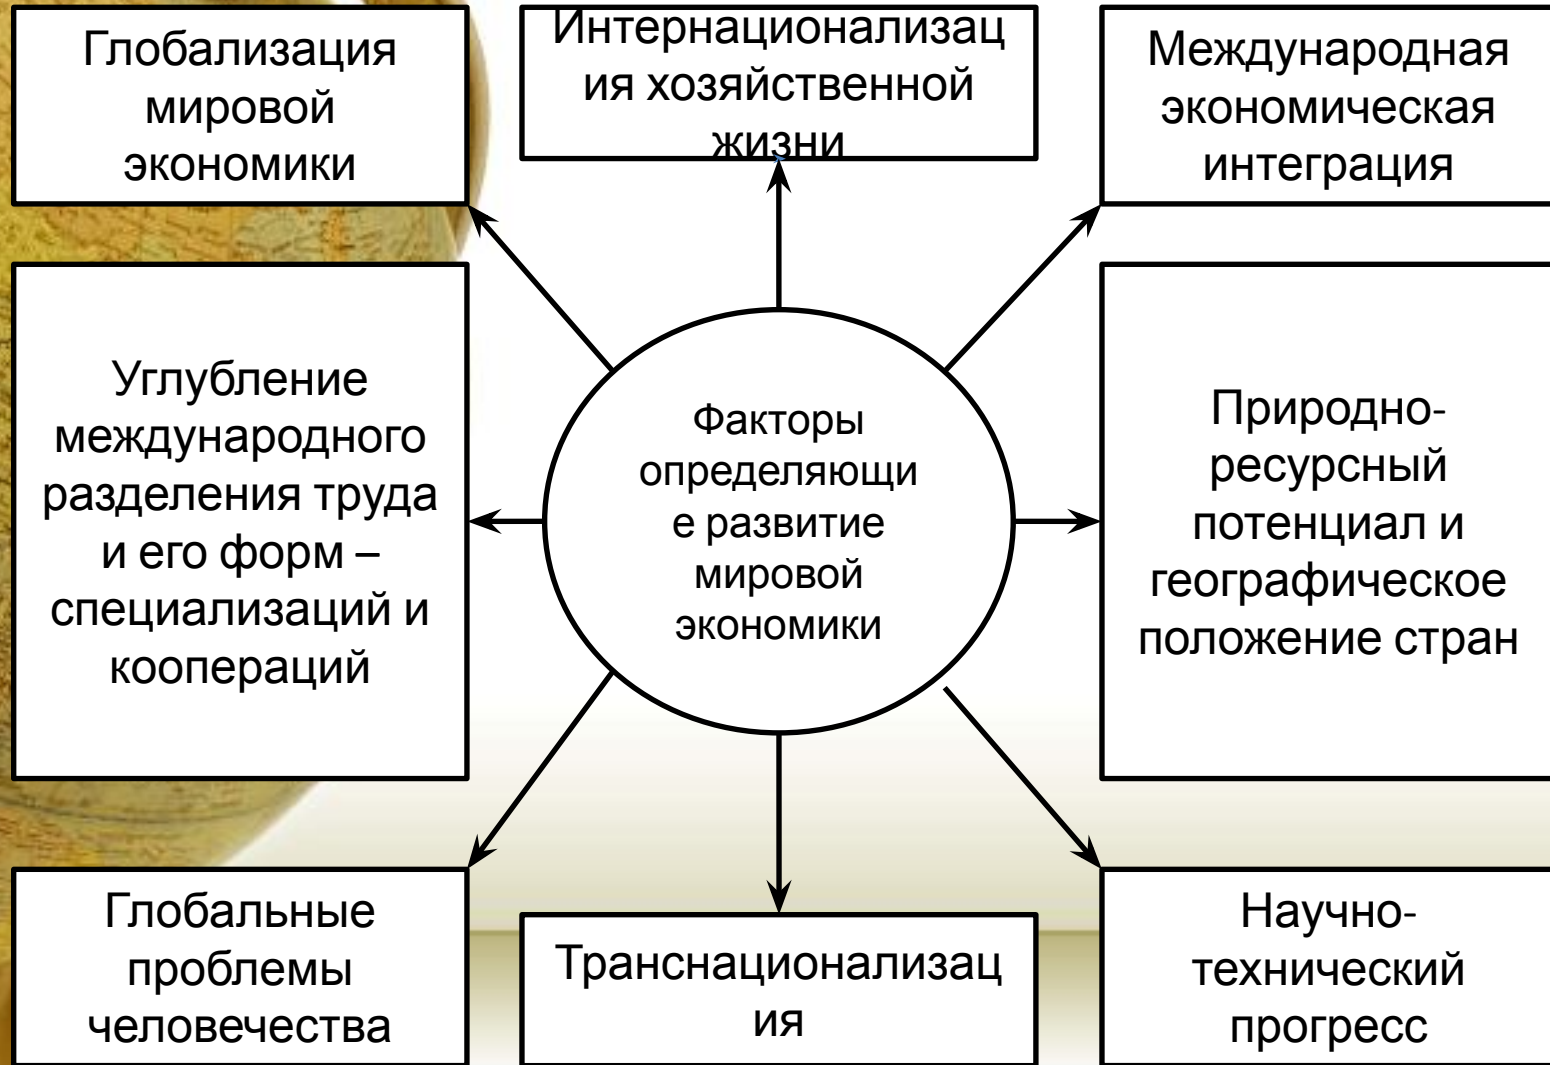 Глобализация
мировой
экономики
Интернационализац
ия хозяйственной
жизни
Международная
экономическая
интеграция
Углубление
международного
разделения труда
и его форм –
специализаций и
коопераций
Факторы
определяющи
е развитие
мировой
экономики
Природно-
ресурсный
потенциал и
географическое
положение стран
Глобальные
проблемы
человечества
Транснационализац
ия
Научно-
технический
прогресс